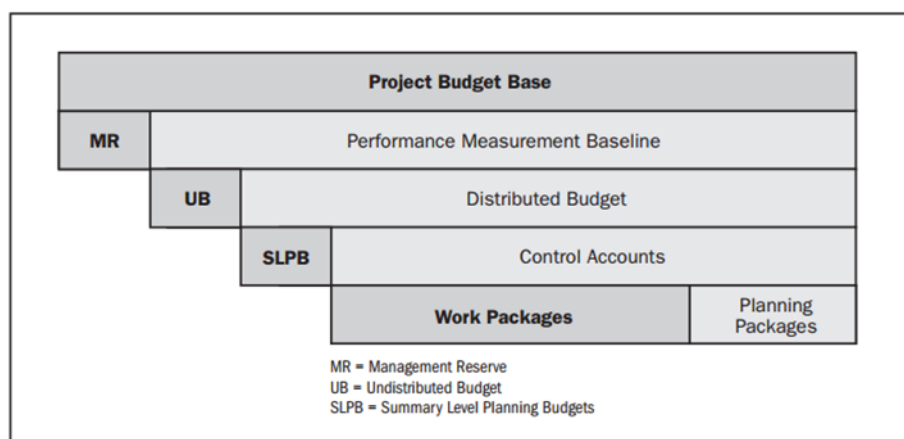 Project Budget Base
MR
Performance Measurement Baseline
UB
Distributed Budget
SLPB
Control Accounts
Work Packages
Planning
Packages
MR = Management Reserve
UB = Undistributed Budget
SLPB = Summary Level Planning Budgets